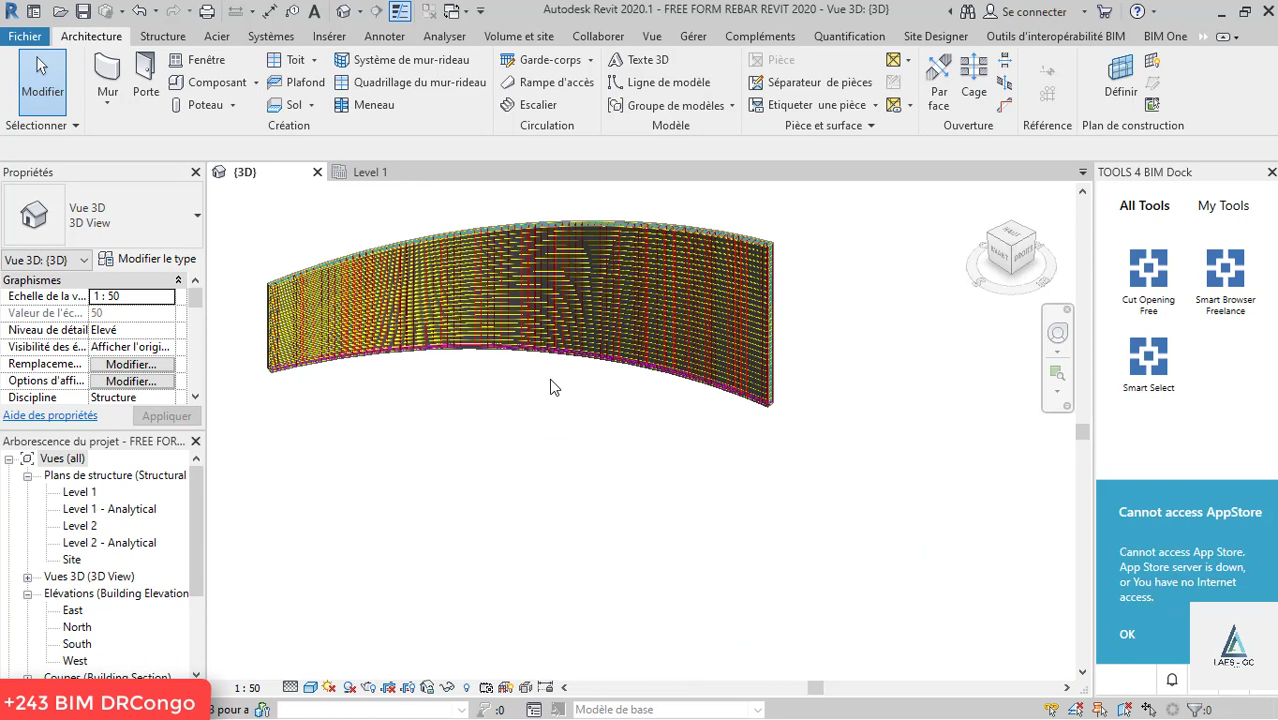 Autodesk Revit 2020.1 - FREE FORM REBAR REVIT 2020 - Vue 3D: {3D}
Se connecter
Fichier Architecture Structure Acier Systèmes Insérer Annoter Analyser Volume et site Collaborer Vue Gérer Compléments Quantification Site Designer Outils d'interopérabilité BIM BIM One
Modifier
Mur
Porte
Fenêtre
Composant
Poteau
Toit
Plafond
Sol
Système de mur-rideau
Quadrillage du mur-rideau
Meneau
Garde-corps
Rampe d'accès
Escalier
Texte 3D
Ligne de modèle
Groupe de modèles
Pièce
Séparateur de pièces
Etiqueter une pièce
Par
face
Cage
Définir
Sélectionner
Création
Circulation
Modèle
Pièce et surface
Ouverture
Référence
Plan de construction
Propriétés
{3D}
Level 1
TOOLS 4 BIM Dock
Vue 3D
3D View
All Tools
My Tools
Vue 3D: {3D}
Modifier le type
Graphismes
Echelle de la v... 1 : 50
Valeur de l'éc... 50
Niveau de détail Elevé
Visibilité des é... Afficher l'origi...
Remplaceme... Modifier...
Options d'affi... Modifier...
Discipline Structure
Aide des propriétés
Appliquer
HAUT
DROITE
Cut Opening
Free
Smart Browser
Freelance
Smart Select
Arborescence du projet - FREE FOR...
Vues (all)
Plans de structure (Structural
Level 1
Level 1 - Analytical
Level 2
Level 2 - Analytical
Site
Vues 3D (3D View)
Elévations (Building Elevation
East
North
South
West
Coupes (Building Section)
Cannot access AppStore
Cannot access App Store.
App Store server is down,
or You have no Internet
access.
OK
LAES-GC
1 : 50
+243 BIM DRCongo
3 pour a
:0
Modèle de base
:0